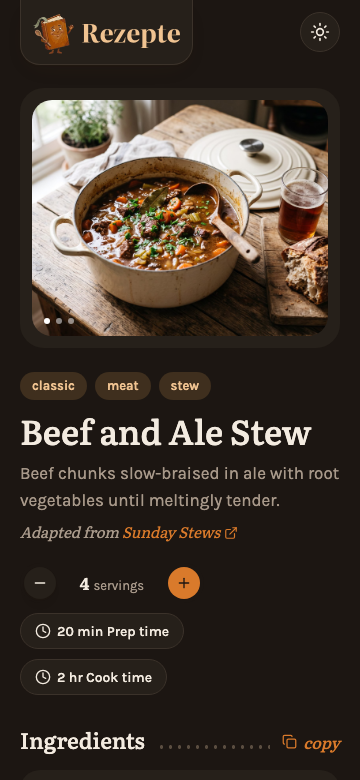 Rezepte
classic meat stew
Beef and Ale Stew
Beef chunks slow-braised in ale with root
vegetables until meltingly tender.
Adapted from Sunday Stews
− 4 servings +
20 min Prep time
2 hr Cook time
Ingredients copy